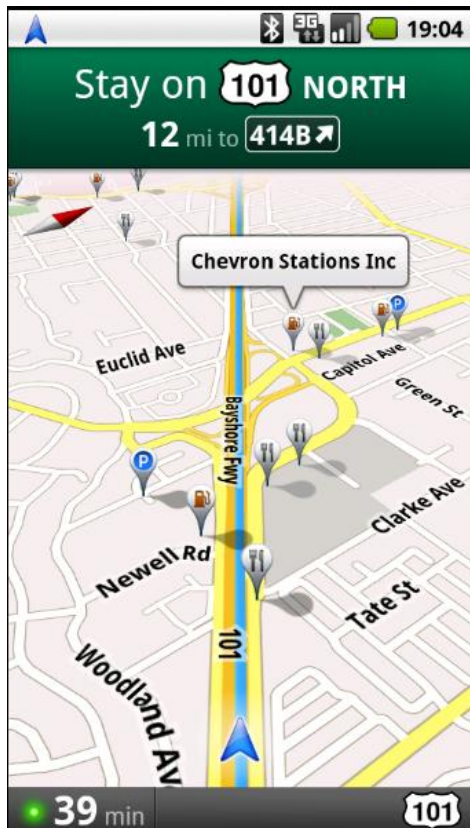 3G 19:04
Stay on 101 NORTH
12 mi to 414B
Chevron Stations Inc
Euclid Ave
Capitol Ave
Green St
Bayshore Fwy
P
P
Clarke Ave
Newell Rd
Tate St
101
Woodland Av
39 min
101